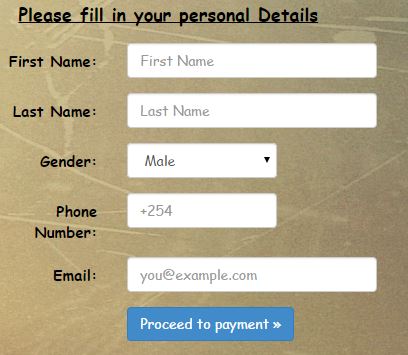 Please fill in your personal Details
First Name: First Name
Last Name: Last Name
Gender: Male
Phone Number: +254
Email: you@example.com
Proceed to payment »